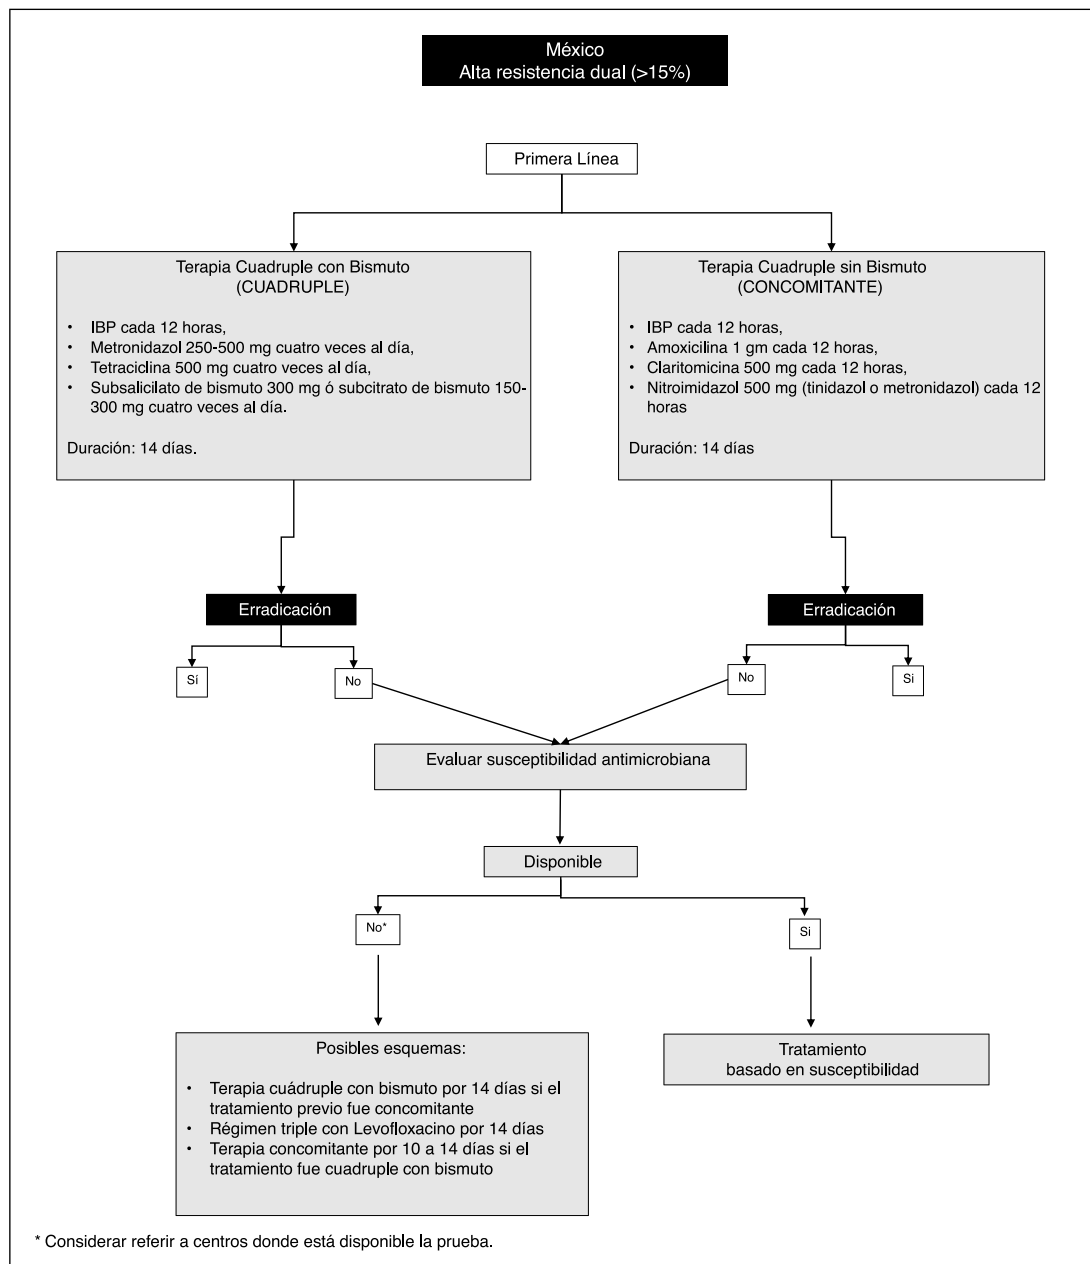 México
Alta resistencia dual (>15%)
Primera Línea
Terapia Cuadruple con Bismuto
(CUADRUPLE)
• IBP cada 12 horas,
• Metronidazol 250-500 mg cuatro veces al día,
• Tetraciclina 500 mg cuatro veces al día,
• Subsalicilato de bismuto 300 mg ó subcitrato de bismuto 150-
300 mg cuatro veces al día.
Duración: 14 días.
Terapia Cuadruple sin Bismuto
(CONCOMITANTE)
• IBP cada 12 horas,
• Amoxicilina 1 gm cada 12 horas,
• Claritomicina 500 mg cada 12 horas,
• Nitroimidazol 500 mg (tinidazol o metronidazol) cada 12
horas
Duración: 14 días
Erradicación
Erradicación
Sí
No
No
Si
Evaluar susceptibilidad antimicrobiana
Disponible
No*
Si
Posibles esquemas:
• Terapia cuádruple con bismuto por 14 días si el
tratamiento previo fue concomitante
• Régimen triple con Levofloxacino por 14 días
• Terapia concomitante por 10 a 14 días si el
tratamiento fue cuadruple con bismuto
Tratamiento
basado en susceptibilidad
* Considerar referir a centros donde está disponible la prueba.